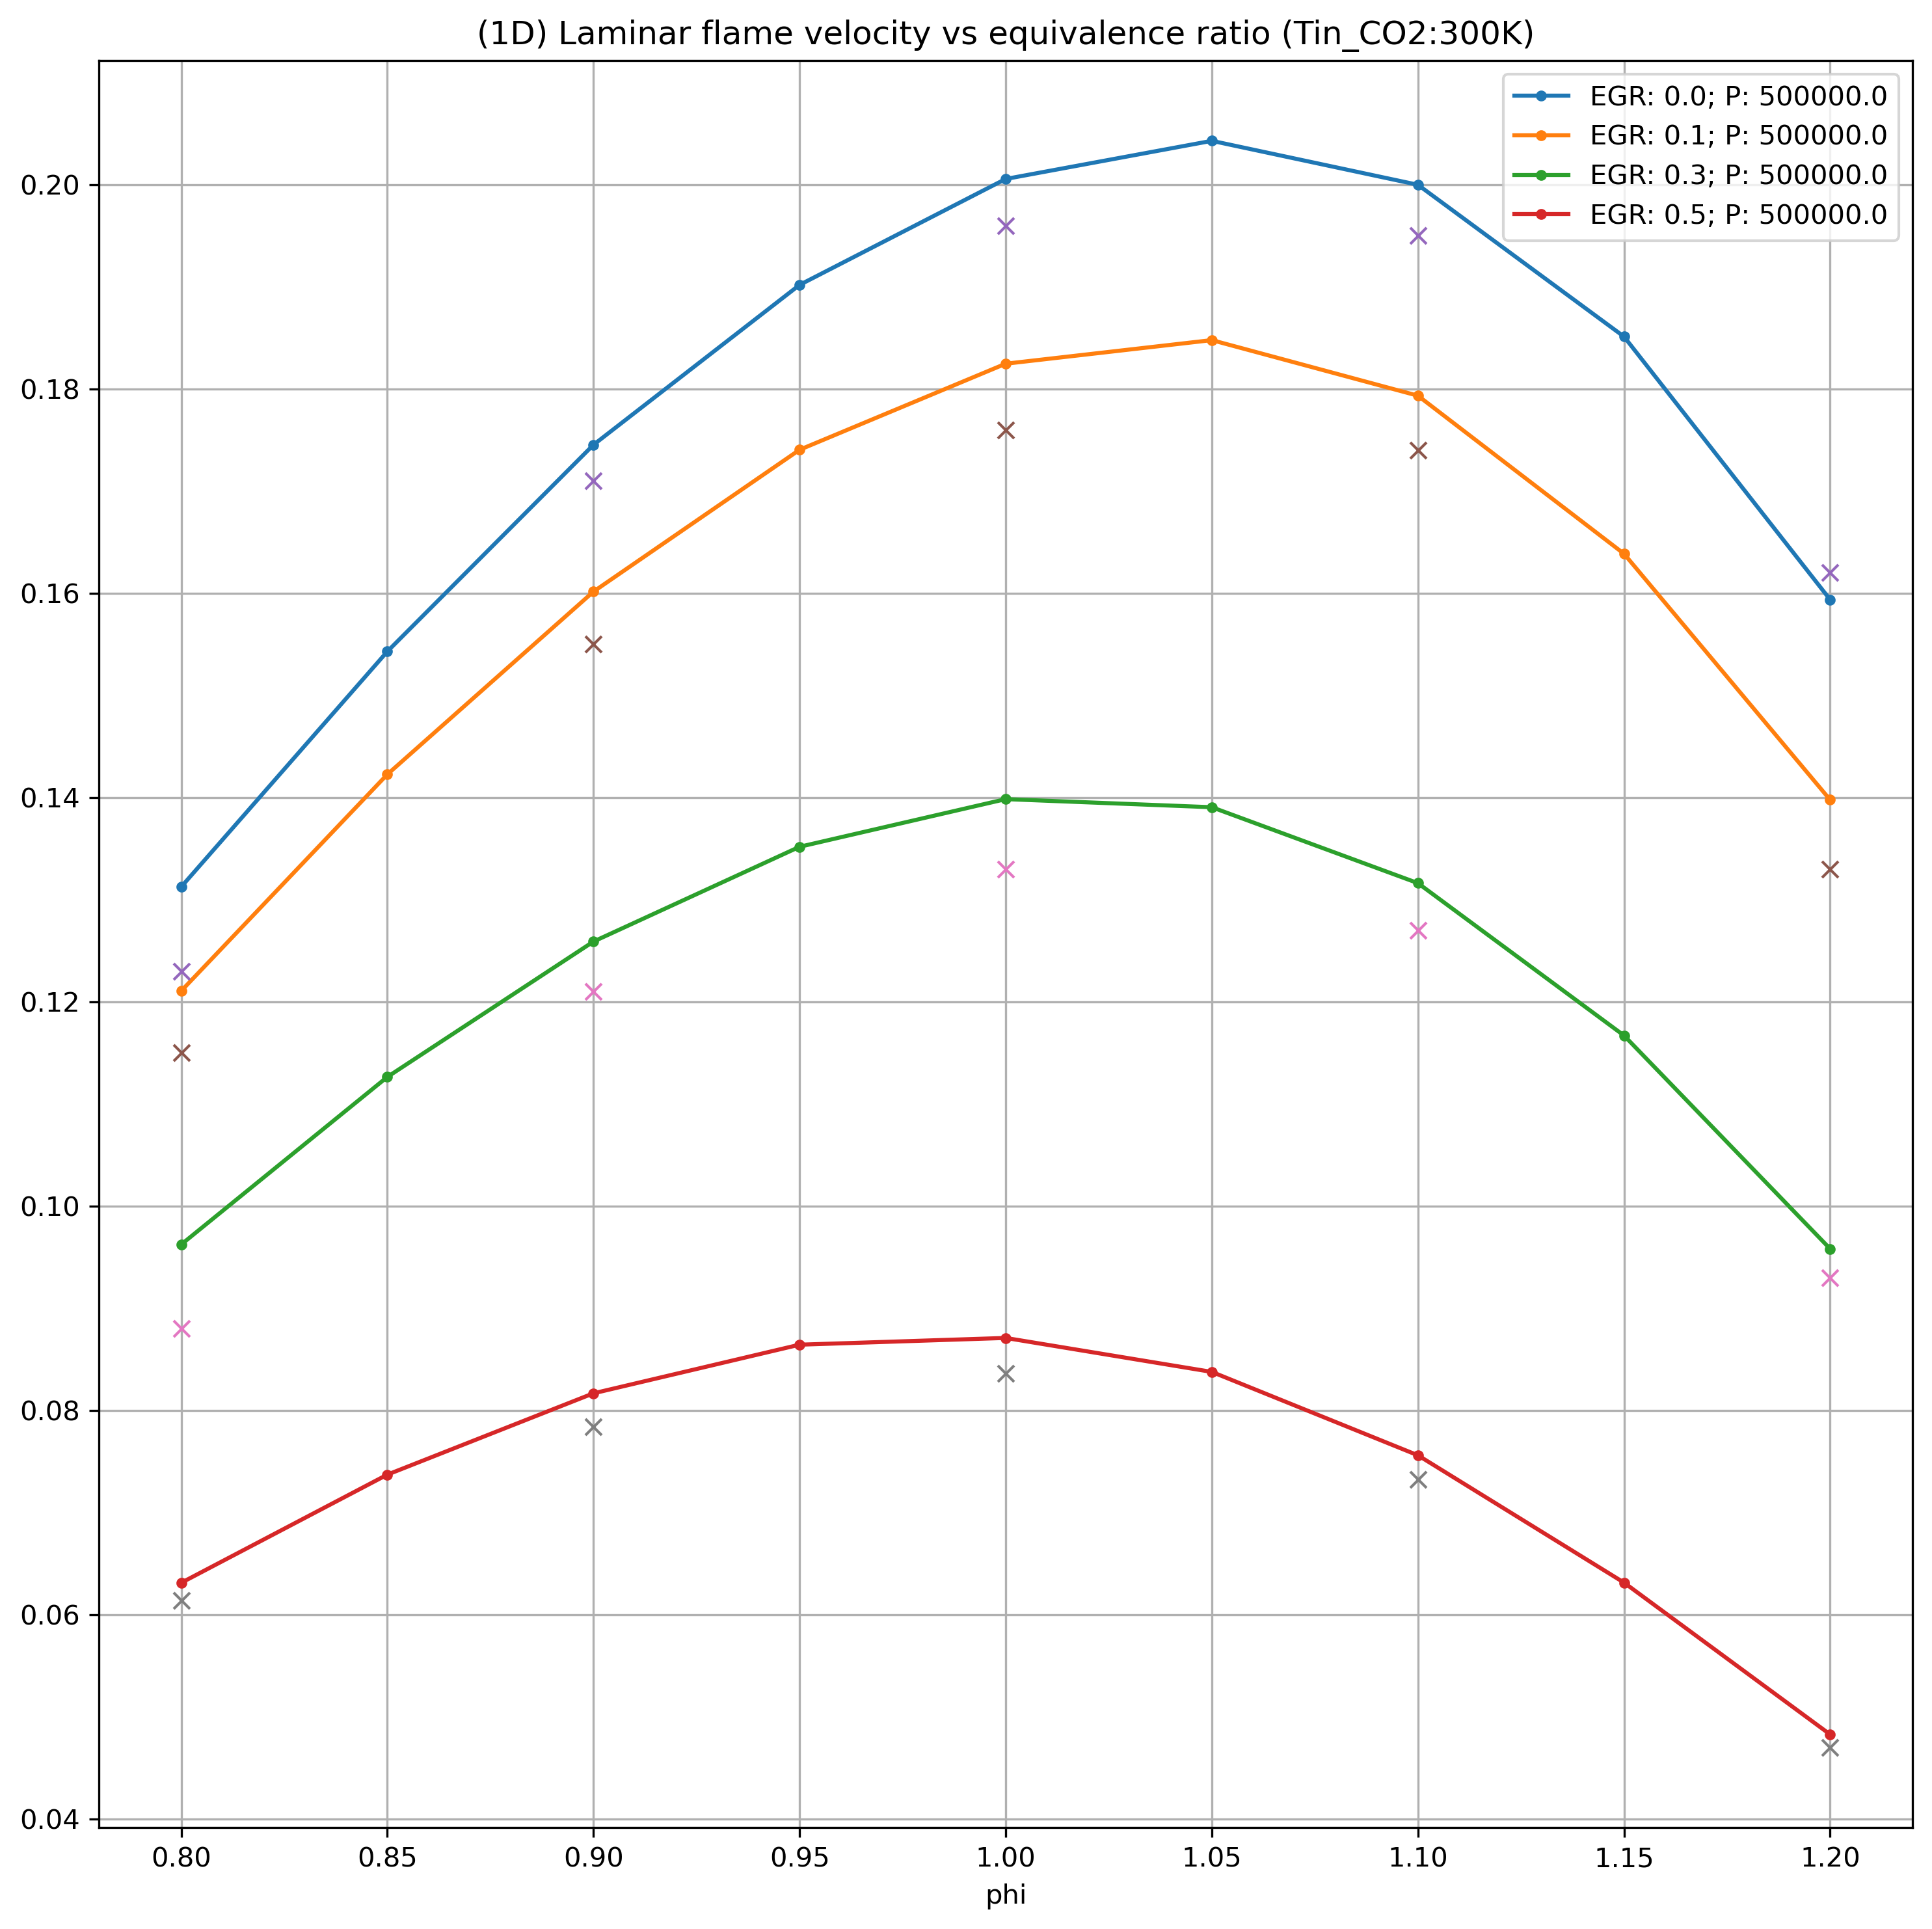 (1D) Laminar flame velocity vs equivalence ratio (Tin_CO2:300K)
EGR: 0.0; P: 500000.0
EGR: 0.1; P: 500000.0
EGR: 0.3; P: 500000.0
EGR: 0.5; P: 500000.0
0.20
0.18
0.16
0.14
0.12
0.10
0.08
0.06
0.04
0.80 0.85 0.90 0.95 1.00 1.05 1.10 1.15 1.20
phi